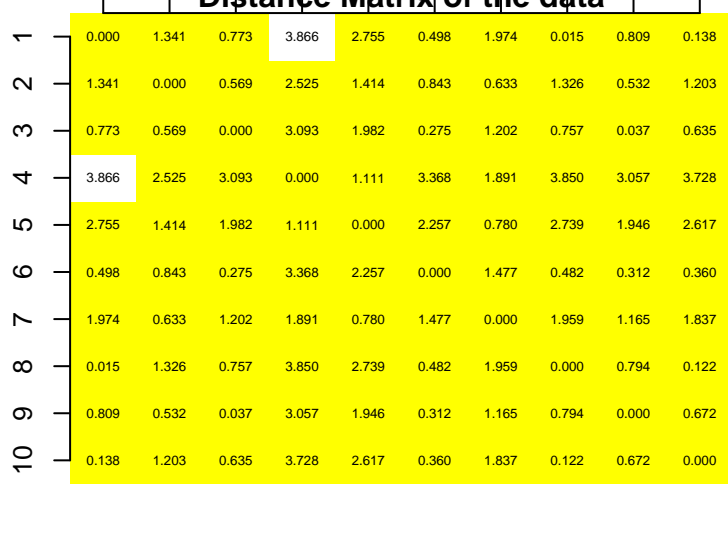 Distance Matrix of the data
1 0.000 1.341 0.773 3.866 2.755 0.498 1.974 0.015 0.809 0.138
2 1.341 0.000 0.569 2.525 1.414 0.843 0.633 1.326 0.532 1.203
3 0.773 0.569 0.000 3.093 1.982 0.275 1.202 0.757 0.037 0.635
4 3.866 2.525 3.093 0.000 1.111 3.368 1.891 3.850 3.057 3.728
5 2.755 1.414 1.982 1.111 0.000 2.257 0.780 2.739 1.946 2.617
6 0.498 0.843 0.275 3.368 2.257 0.000 1.477 0.482 0.312 0.360
7 1.974 0.633 1.202 1.891 0.780 1.477 0.000 1.959 1.165 1.837
8 0.015 1.326 0.757 3.850 2.739 0.482 1.959 0.000 0.794 0.122
9 0.809 0.532 0.037 3.057 1.946 0.312 1.165 0.794 0.000 0.672
10 0.138 1.203 0.635 3.728 2.617 0.360 1.837 0.122 0.672 0.000